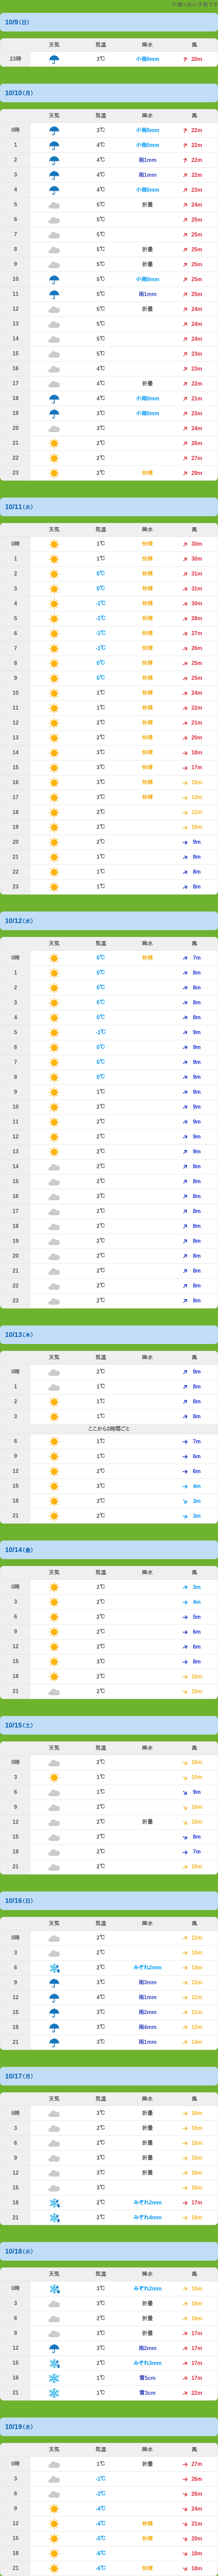 10/9(日)
天気 気温 降水 風
23時 3℃ 小雨0mm 20m
10/10(月)
天気 気温 降水 風
0時 3℃ 小雨0mm 22m
1 4℃ 小雨0mm 22m
2 4℃ 雨1mm 22m
3 4℃ 雨1mm 22m
4 4℃ 小雨0mm 23m
5 5℃ 折曇 24m
6 5℃ 25m
7 5℃ 25m
8 5℃ 折曇 25m
9 5℃ 折曇 25m
10 5℃ 小雨0mm 25m
11 5℃ 雨1mm 25m
12 5℃ 折曇 24m
13 5℃ 24m
14 5℃ 24m
15 5℃ 23m
16 4℃ 23m
17 4℃ 折曇 22m
18 4℃ 小雨0mm 21m
19 3℃ 小雨0mm 23m
20 3℃ 24m
21 2℃ 26m
22 2℃ 27m
23 2℃ 快晴 29m
10/11(火)
天気 気温 降水 風
0時 1℃ 快晴 30m
1 1℃ 快晴 30m
2 0℃ 快晴 31m
3 0℃ 快晴 31m
4 -1℃ 快晴 30m
5 -1℃ 快晴 28m
6 -1℃ 快晴 27m
7 -1℃ 快晴 26m
8 0℃ 快晴 25m
9 0℃ 快晴 25m
10 1℃ 快晴 24m
11 1℃ 快晴 22m
12 2℃ 快晴 21m
13 2℃ 快晴 20m
14 3℃ 快晴 18m
15 3℃ 快晴 17m
16 3℃ 快晴 15m
17 3℃ 快晴 13m
18 2℃ 12m
19 2℃ 10m
20 2℃ 9m
21 1℃ 8m
22 1℃ 8m
23 1℃ 8m
10/12(水)
天気 気温 降水 風
0時 0℃ 快晴 7m
1 0℃ 8m
2 0℃ 8m
3 0℃ 8m
4 0℃ 8m
5 -1℃ 9m
6 0℃ 9m
7 0℃ 9m
8 0℃ 9m
9 1℃ 9m
10 2℃ 9m
11 2℃ 9m
12 2℃ 9m
13 2℃ 9m
14 2℃ 8m
15 2℃ 8m
16 2℃ 8m
17 2℃ 8m
18 2℃ 8m
19 2℃ 8m
20 2℃ 8m
21 2℃ 8m
22 2℃ 8m
23 2℃ 8m
10/13(木)
天気 気温 降水 風
0時 2℃ 9m
1 1℃ 8m
2 1℃ 8m
3 1℃ 8m
ここから3時間ごと
6 1℃ 7m
9 1℃ 6m
12 2℃ 6m
15 3℃ 4m
18 3℃ 3m
21 2℃ 3m
10/14(金)
天気 気温 降水 風
0時 2℃ 3m
3 2℃ 4m
6 2℃ 5m
9 2℃ 6m
12 2℃ 6m
15 3℃ 8m
18 2℃ 10m
21 2℃ 10m
10/15(土)
天気 気温 降水 風
0時 2℃ 10m
3 1℃ 10m
6 1℃ 9m
9 2℃ 10m
12 2℃ 折曇 10m
15 2℃ 8m
18 2℃ 7m
21 2℃ 10m
10/16(日)
天気 気温 降水 風
0時 2℃ 12m
3 2℃ 13m
6 2℃ みぞれ2mm 13m
9 3℃ 雨3mm 12m
12 4℃ 雨1mm 11m
15 3℃ 雨2mm 11m
18 3℃ 雨4mm 12m
21 3℃ 雨1mm 14m
10/17(月)
天気 気温 降水 風
0時 3℃ 折曇 16m
3 2℃ 折曇 15m
6 2℃ 折曇 15m
9 3℃ 折曇 15m
12 3℃ 折曇 16m
15 3℃ 16m
18 2℃ みぞれ2mm 17m
21 2℃ みぞれ4mm 16m
10/18(火)
天気 気温 降水 風
0時 3℃ みぞれ2mm 15m
3 3℃ 折曇 16m
6 2℃ 折曇 16m
9 3℃ 折曇 17m
12 3℃ 雨2mm 17m
15 2℃ みぞれ3mm 17m
18 1℃ 雪5cm 17m
21 1℃ 雪3cm 22m
10/19(水)
天気 気温 降水 風
0時 1℃ 折曇 27m
3 -1℃ 26m
6 -3℃ 26m
9 -4℃ 24m
12 -4℃ 快晴 21m
15 -5℃ 快晴 20m
18 -6℃ 18m
21 -6℃ 快晴 18m